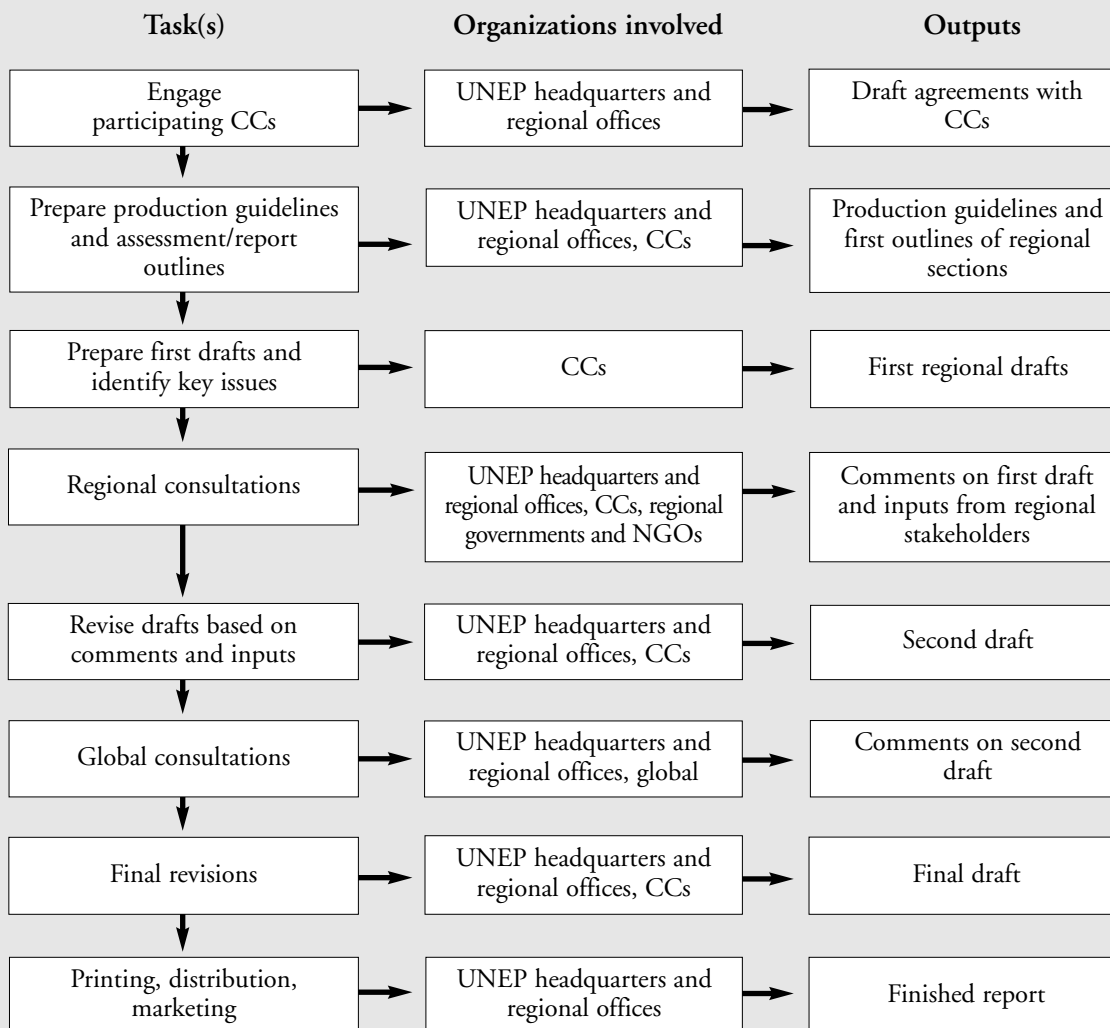 Task(s)
Organizations involved
Outputs
Engage
participating CCs
UNEP headquarters and
regional offices
Draft agreements with
CCs
Prepare production guidelines
and assessment/report
outlines
UNEP headquarters and
regional offices, CCs
Production guidelines and
first outlines of regional
sections
Prepare first drafts and
identify key issues
CCs
First regional drafts
Regional consultations
UNEP headquarters and
regional offices, CCs, regional
governments and NGOs
Comments on first draft
and inputs from regional
stakeholders
Revise drafts based on
comments and inputs
UNEP headquarters and
regional offices, CCs
Second draft
Global consultations
UNEP headquarters and
regional offices, global
Comments on second
draft
Final revisions
UNEP headquarters and
regional offices, CCs
Final draft
Printing, distribution,
marketing
UNEP headquarters and
regional offices
Finished report